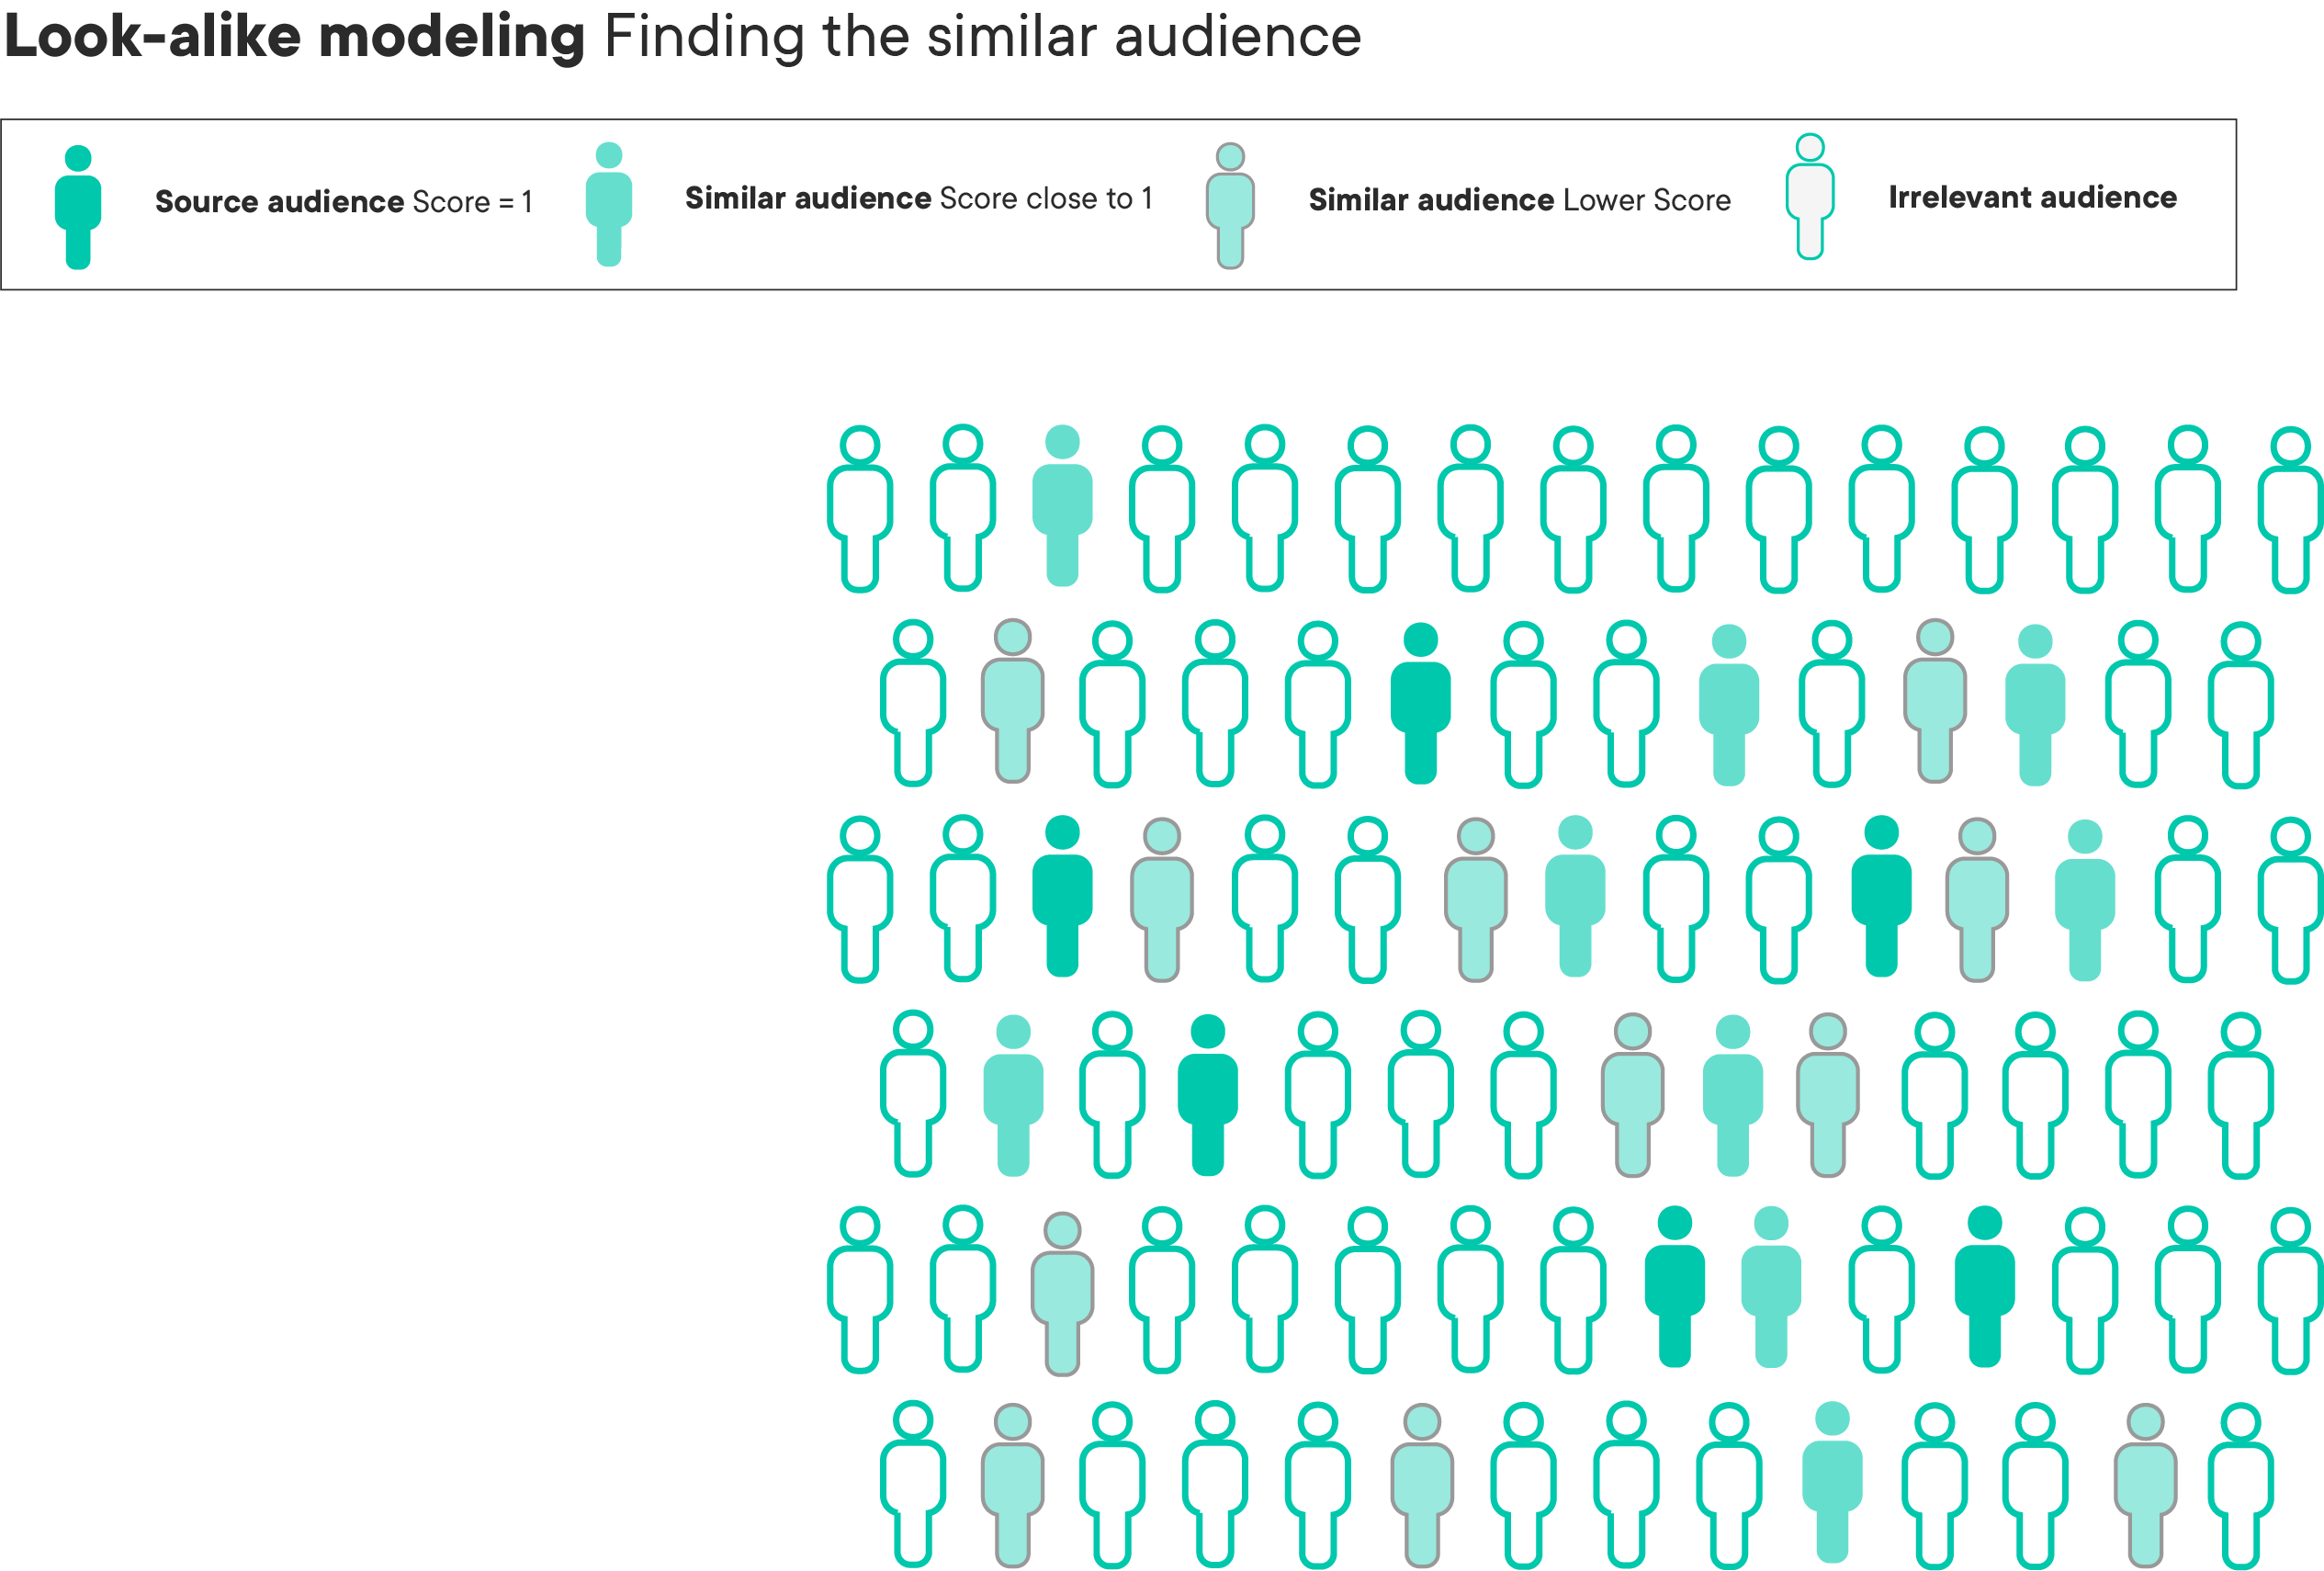 Look-alike modeling Finding the similar audience
Source audience Score = 1
Similar audience Score close to 1
Similar audience Lower Score
Irrelevant audience